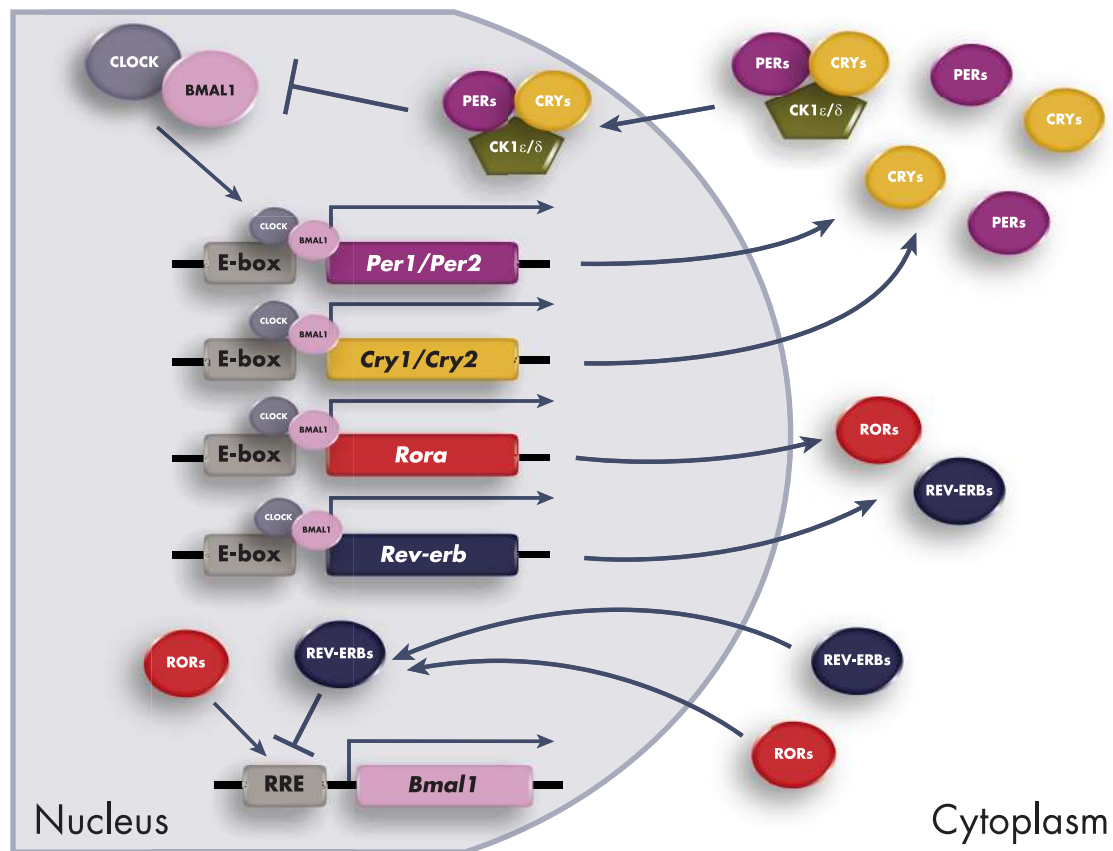 CLOCK
BMAL1
PERs
CRYs
CK1ε/δ
PERs
CRYs
CK1ε/δ
PERs
CRYs
CRYs
PERs
CLOCK
BMAL1
E-box
Per1/Per2
CLOCK
BMAL1
E-box
Cry1/Cry2
CLOCK
BMAL1
E-box
Rora
RORs
CLOCK
BMAL1
E-box
Rev-erb
REV-ERBs
RORs
REV-ERBs
REV-ERBs
RORs
RRE
Bmal1
Nucleus
Cytoplasm